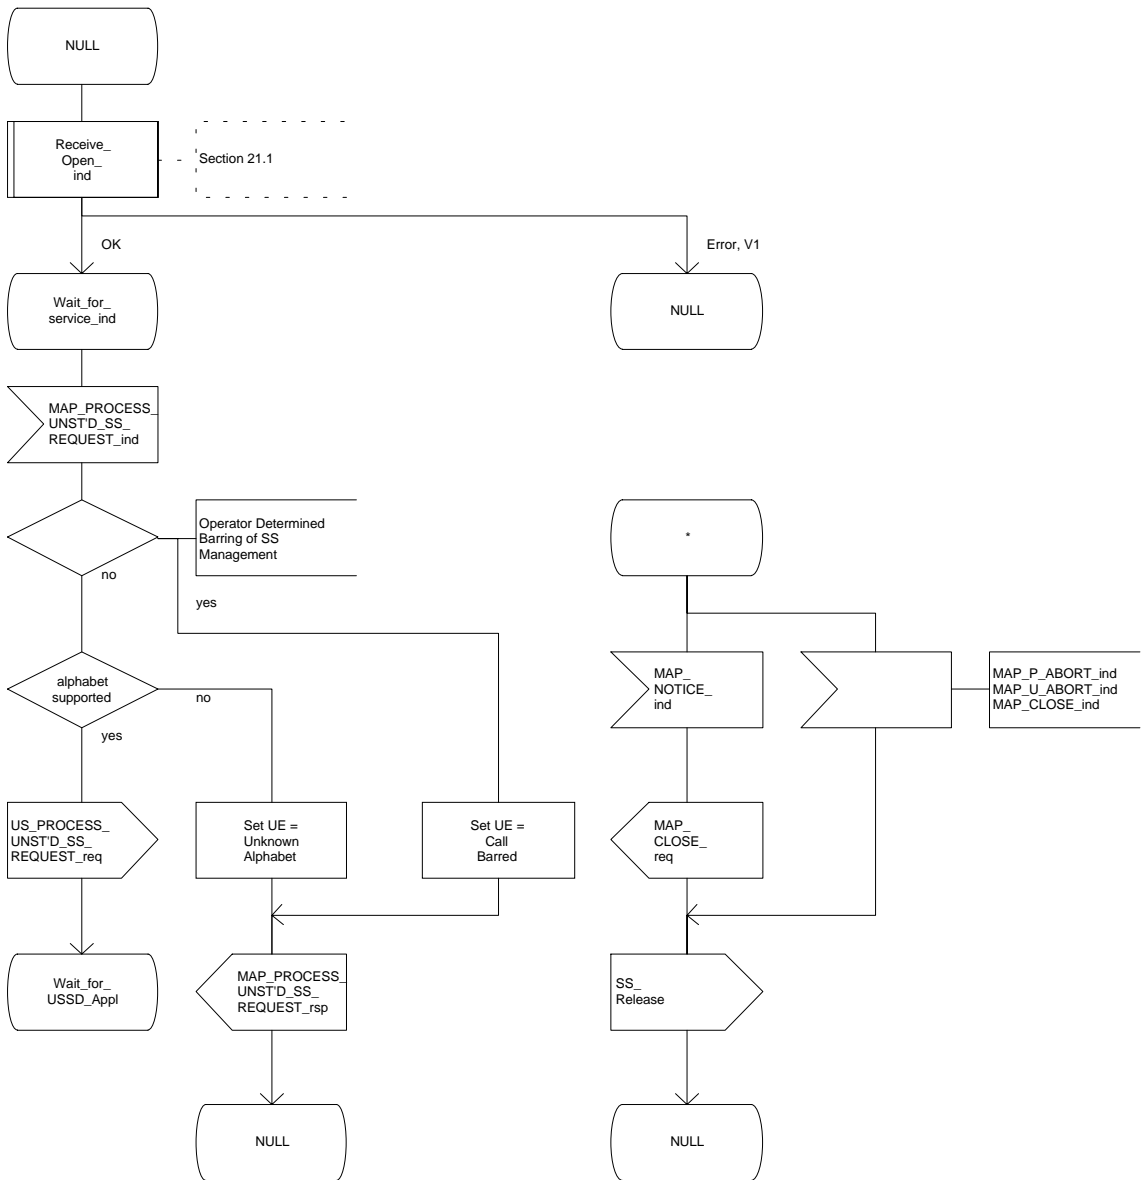 NULL
Receive_
Open_
ind
Section 21.1
OK
Error, V1
Wait_for_
service_ind
NULL
MAP_PROCESS_
UNST'D_SS_
REQUEST_ind
Operator Determined
Barring of SS
Management
*
no
yes
alphabet
supported
no
yes
MAP_
NOTICE_
ind
MAP_P_ABORT_ind
MAP_U_ABORT_ind
MAP_CLOSE_ind
US_PROCESS_
UNST'D_SS_
REQUEST_req
Set UE =
Unknown
Alphabet
Set UE =
Call
Barred
MAP_
CLOSE_
req
Wait_for_
USSD_Appl
MAP_PROCESS_
UNST'D_SS_
REQUEST_rsp
SS_
Release
NULL
NULL